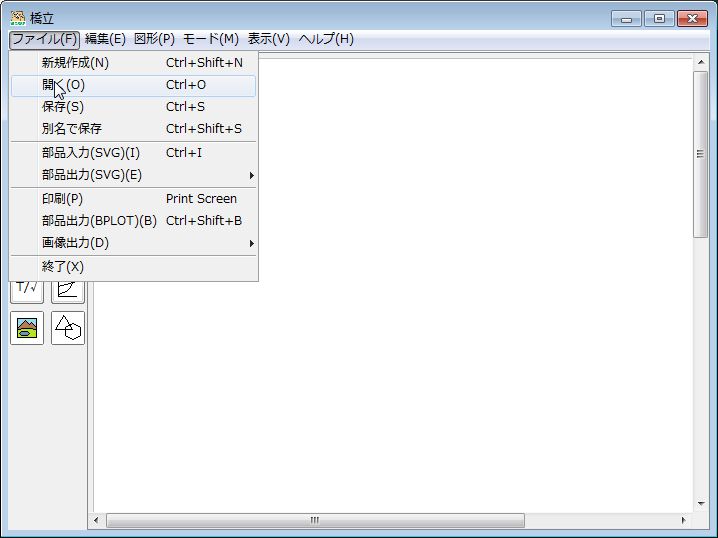 橋立
ファイル(F) 編集(E) 図形(P) モード(M) 表示(V) ヘルプ(H)
新規作成(N) Ctrl+Shift+N
開く(O) Ctrl+O
保存(S) Ctrl+S
別名で保存 Ctrl+Shift+S
部品入力(SVG)(I) Ctrl+I
部品出力(SVG)(E)
印刷(P) Print Screen
部品出力(BPLOT)(B) Ctrl+Shift+B
画像出力(D)
終了(X)
T/√